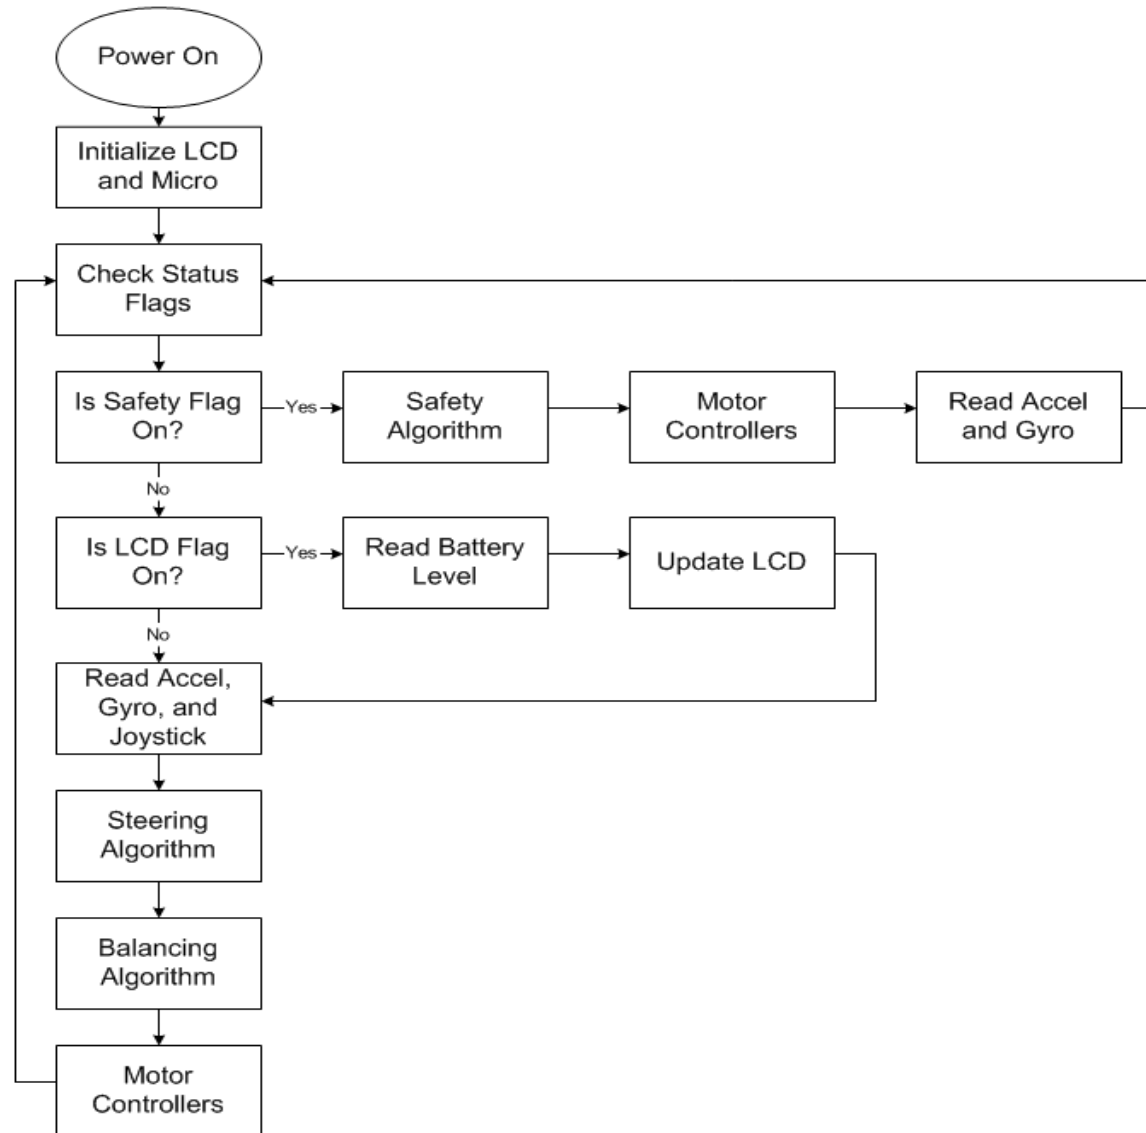 Power On
Initialize LCD
and Micro
Check Status
Flags
Is Safety Flag
On?
Yes
Safety
Algorithm
Motor
Controllers
Read Accel
and Gyro
No
Is LCD Flag
On?
Yes
Read Battery
Level
Update LCD
No
Read Accel,
Gyro, and
Joystick
Steering
Algorithm
Balancing
Algorithm
Motor
Controllers